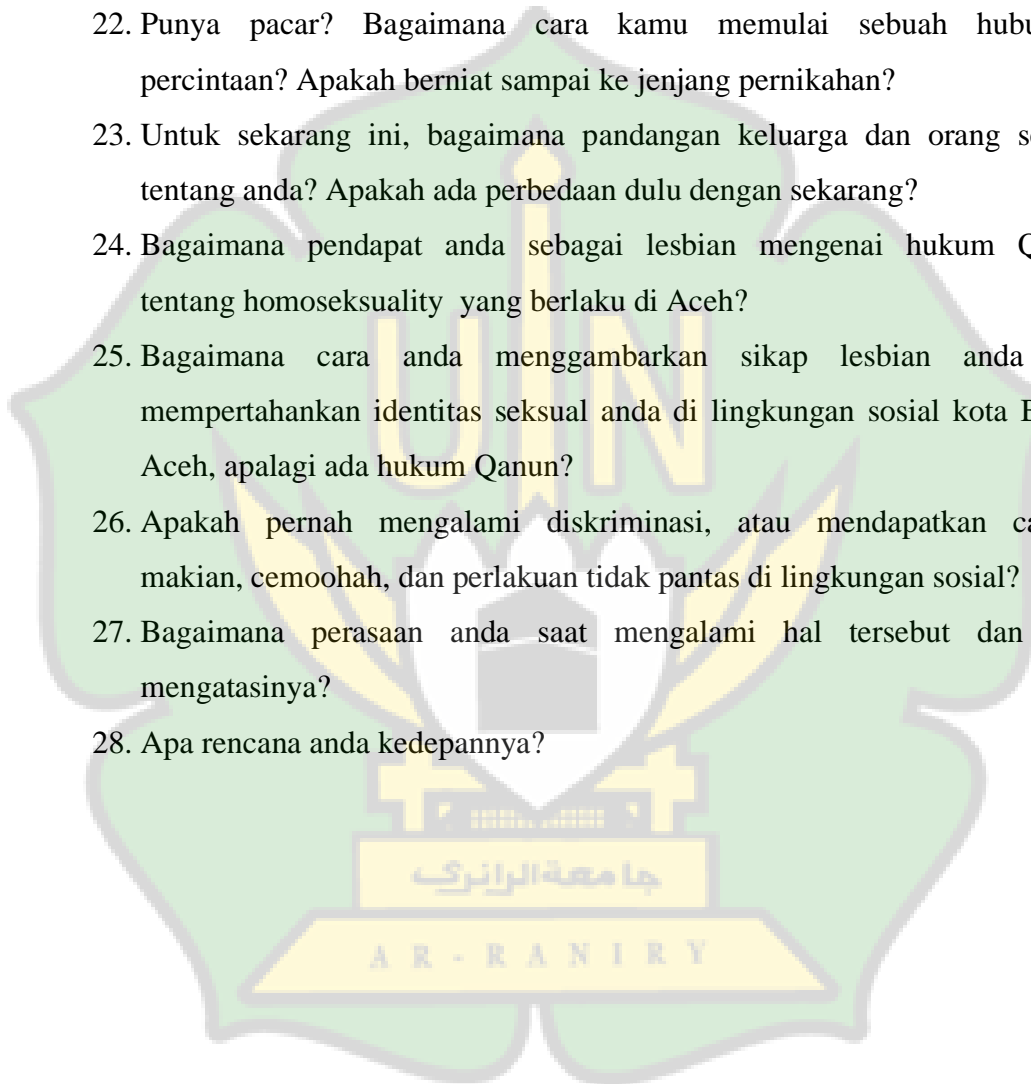 22. Punya pacar? Bagaimana cara kamu memulai sebuah
percintaan? Apakah berniat sampai ke jenjang pernikahan?
23. Untuk sekarang ini, bagaimana pandangan keluarga dan orang
tentang anda? Apakah ada perbedaan dulu dengan sekarang?
24. Bagaimana pendapat anda sebagai lesbian mengenai hukum
tentang homoseksuality yang berlaku di Aceh?
25. Bagaimana cara anda menggambarkan sikap lesbian anda
mempertahankan identitas seksual anda di lingkungan sosial kota
Aceh, apalagi ada hukum Qanun?
26. Apakah pernah mengalami diskriminasi, atau mendapatkan
makian, cemoohah, dan perlakuan tidak pantas di lingkungan sosial?
27. Bagaimana perasaan anda saat mengalami hal tersebut dan
mengatasinya?
28. Apa rencana anda kedepannya?
UIN
جامعة الرانري
AR-RANIRY